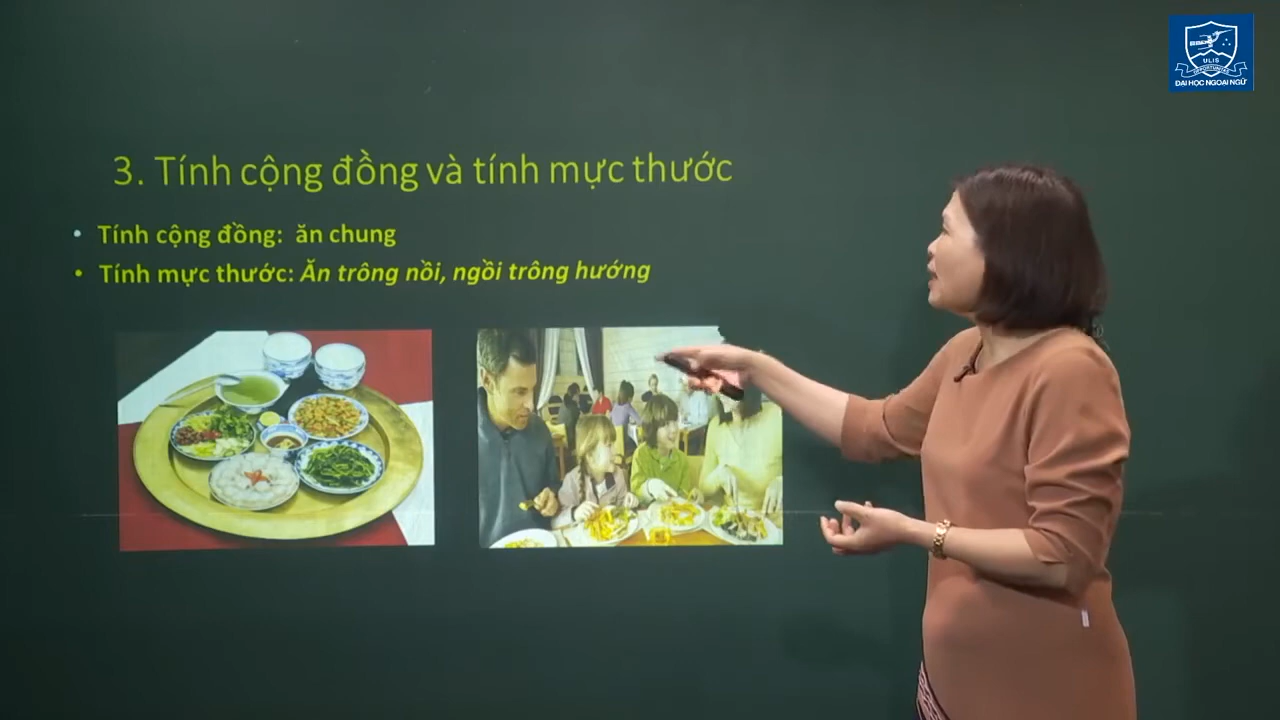 ULIS
ĐẠI HỌC NGOẠI NGỮ
3. Tính cộng đồng và tính mực thước
• Tính cộng đồng: ăn chung
• Tính mực thước: Ăn trông nồi, ngồi trông hướng